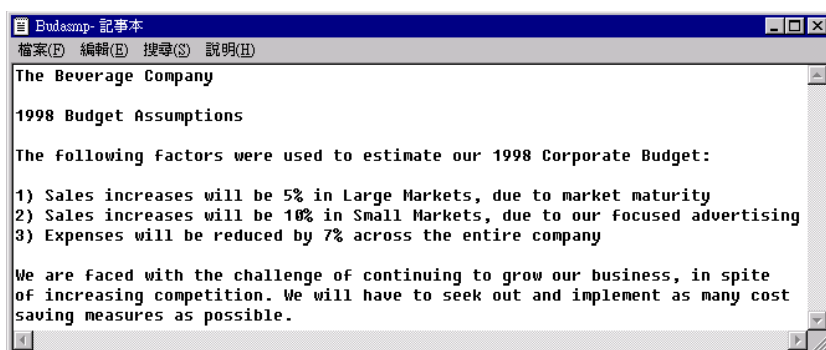 Budasmp- 記事本
檔案(F) 編輯(E) 搜尋(S) 說明(H)
The Beverage Company
1998 Budget Assumptions
The following factors were used to estimate our 1998 Corporate Budget:
1) Sales increases will be 5% in Large Markets, due to market maturity
2) Sales increases will be 10% in Small Markets, due to our focused advertising
3) Expenses will be reduced by 7% across the entire company
We are faced with the challenge of continuing to grow our business, in spite
of increasing competition. We will have to seek out and implement as many cost
saving measures as possible.